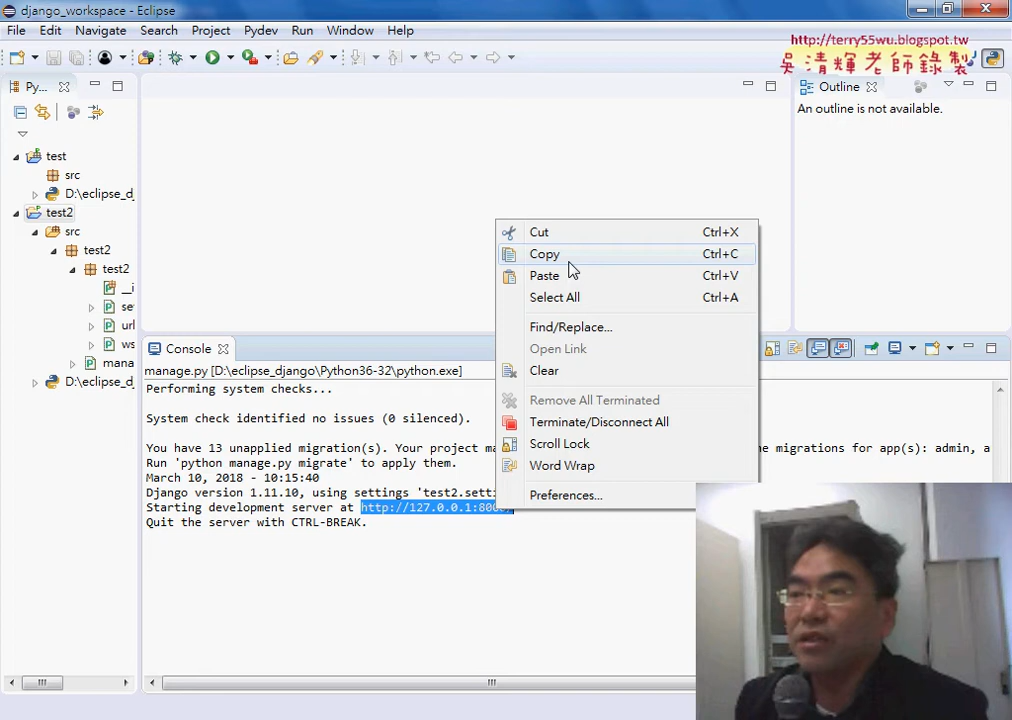 django_workspace - Eclipse
File Edit Navigate Search Project Pydev Run Window Help
http://terry55wu.blogspot.tw
吳清輝老師錄製
Py...
Outline
An outline is not available.
test
src
D:\eclipse_d
test2
src
test2
test2
__i
se
url
ws
mana
D:\eclipse_d
Cut Ctrl+X
Copy Ctrl+C
Paste Ctrl+V
Select All Ctrl+A
Find/Replace...
Open Link
Clear
Remove All Terminated
Terminate/Disconnect All
Scroll Lock
Word Wrap
Preferences...
Console
manage.py [D:\eclipse_django\Python36-32\python.exe]
Performing system checks...
System check identified no issues (0 silenced).
You have 13 unapplied migration(s). Your project ma the migrations for app(s): admin, a
Run 'python manage.py migrate' to apply them.
March 10, 2018 - 10:15:40
Django version 1.11.10, using settings 'test2.setti
Starting development server at http://127.0.0.1:8000/
Quit the server with CTRL-BREAK.